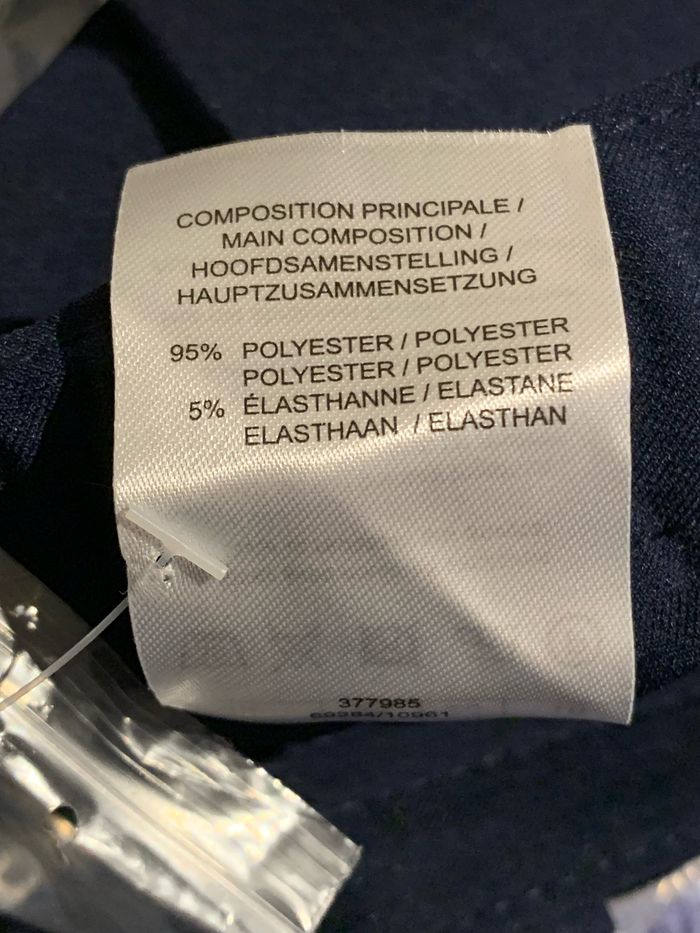 COMPOSITION PRINCIPALE /
MAIN COMPOSITION /
HOOFDSAMENSTELLING /
HAUPTZUSAMMENSETZUNG
95% POLYESTER / POLYESTER
POLYESTER / POLYESTER
5% ÉLASTHANNE / ELASTANE
ELASTHAAN / ELASTHAN
377985